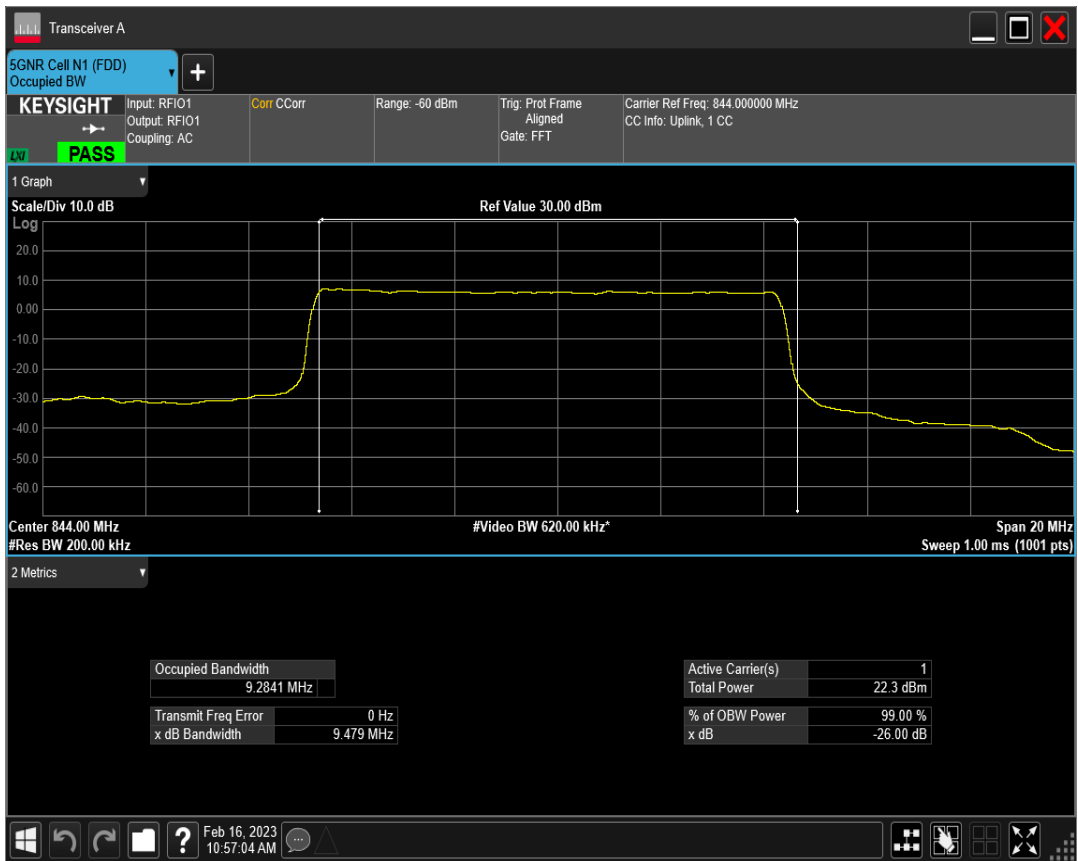 Transceiver A
5GNR Cell N1 (FDD)
Occupied BW
+
KEYSIGHT
LXI
PASS
Input: RFIO1
Output: RFIO1
Coupling: AC
Corr CCorr
Range: -60 dBm
Trig: Prot Frame
Aligned
Gate: FFT
Carrier Ref Freq: 844.000000 MHz
CC Info: Uplink, 1 CC
1 Graph
Scale/Div 10.0 dB
Ref Value 30.00 dBm
Log
20.0
10.0
0.00
-10.0
-20.0
-30.0
-40.0
-50.0
-60.0
Center 844.00 MHz
#Video BW 620.00 kHz*
Span 20 MHz
#Res BW 200.00 kHz
Sweep 1.00 ms (1001 pts)
2 Metrics
Occupied Bandwidth
9.2841 MHz
Transmit Freq Error 0 Hz
x dB Bandwidth 9.479 MHz
Active Carrier(s) 1
Total Power 22.3 dBm
% of OBW Power 99.00 %
x dB -26.00 dB
?
Feb 16, 2023
10:57:04 AM